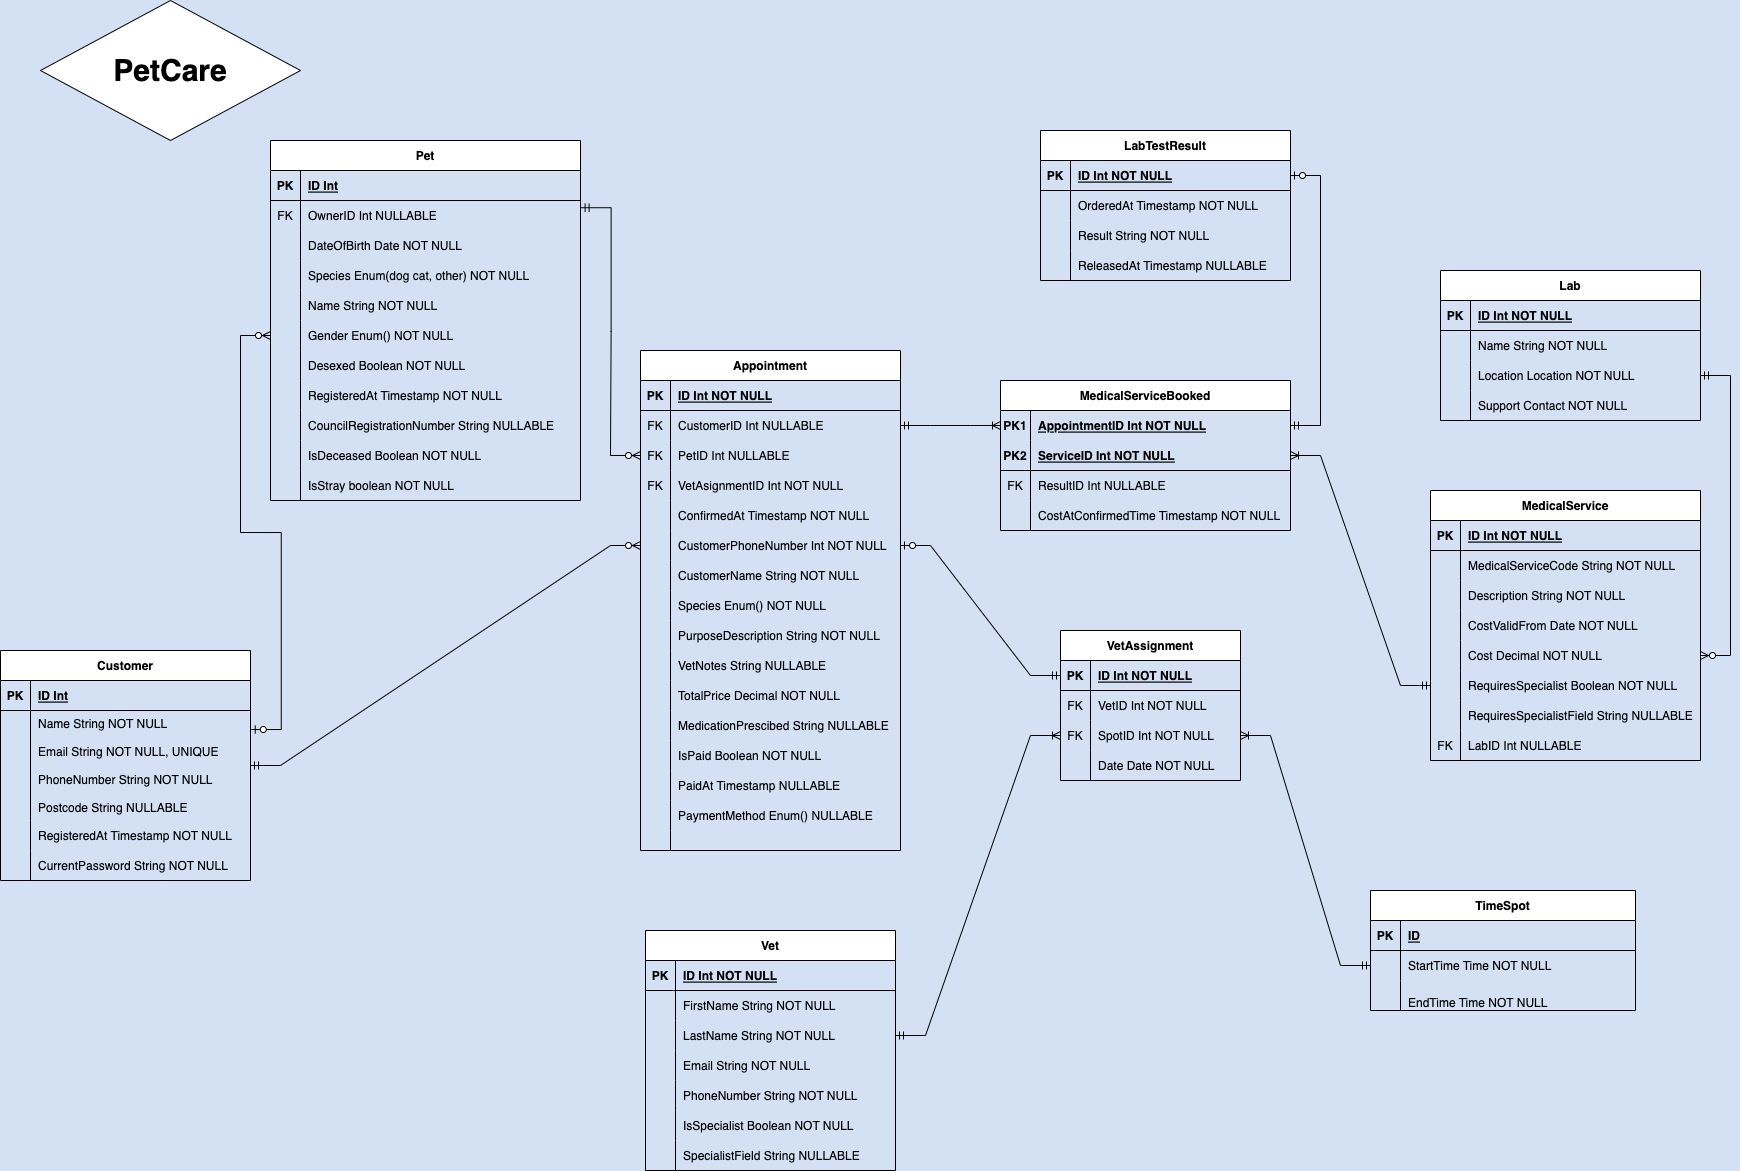 PetCare
Pet
PK ID Int
FK OwnerID Int NULLABLE
DateOfBirth Date NOT NULL
Species Enum(dog cat, other) NOT NULL
Name String NOT NULL
Gender Enum() NOT NULL
Desexed Boolean NOT NULL
RegisteredAt Timestamp NOT NULL
CouncilRegistrationNumber String NULLABLE
IsDeceased Boolean NOT NULL
IsStray boolean NOT NULL
LabTestResult
PK ID Int NOT NULL
OrderedAt Timestamp NOT NULL
Result String NOT NULL
ReleasedAt Timestamp NULLABLE
Lab
PK ID Int NOT NULL
Name String NOT NULL
Location Location NOT NULL
Support Contact NOT NULL
Appointment
PK ID Int NOT NULL
FK CustomerID Int NULLABLE
FK PetID Int NULLABLE
FK VetAsignmentID Int NOT NULL
ConfirmedAt Timestamp NOT NULL
CustomerPhoneNumber Int NOT NULL
CustomerName String NOT NULL
Species Enum() NOT NULL
PurposeDescription String NOT NULL
VetNotes String NULLABLE
TotalPrice Decimal NOT NULL
MedicationPrescibed String NULLABLE
IsPaid Boolean NOT NULL
PaidAt Timestamp NULLABLE
PaymentMethod Enum() NULLABLE
MedicalServiceBooked
PK1 AppointmentID Int NOT NULL
PK2 ServiceID Int NOT NULL
FK ResultID Int NULLABLE
CostAtConfirmedTime Timestamp NOT NULL
MedicalService
PK ID Int NOT NULL
MedicalServiceCode String NOT NULL
Description String NOT NULL
CostValidFrom Date NOT NULL
Cost Decimal NOT NULL
RequiresSpecialist Boolean NOT NULL
RequiresSpecialistField String NULLABLE
FK LabID Int NULLABLE
Customer
PK ID Int
Name String NOT NULL
Email String NOT NULL, UNIQUE
PhoneNumber String NOT NULL
Postcode String NULLABLE
RegisteredAt Timestamp NOT NULL
CurrentPassword String NOT NULL
VetAssignment
PK ID Int NOT NULL
FK VetID Int NOT NULL
FK SpotID Int NOT NULL
Date Date NOT NULL
Vet
PK ID Int NOT NULL
FirstName String NOT NULL
LastName String NOT NULL
Email String NOT NULL
PhoneNumber String NOT NULL
IsSpecialist Boolean NOT NULL
SpecialistField String NULLABLE
TimeSpot
PK ID
StartTime Time NOT NULL
EndTime Time NOT NULL